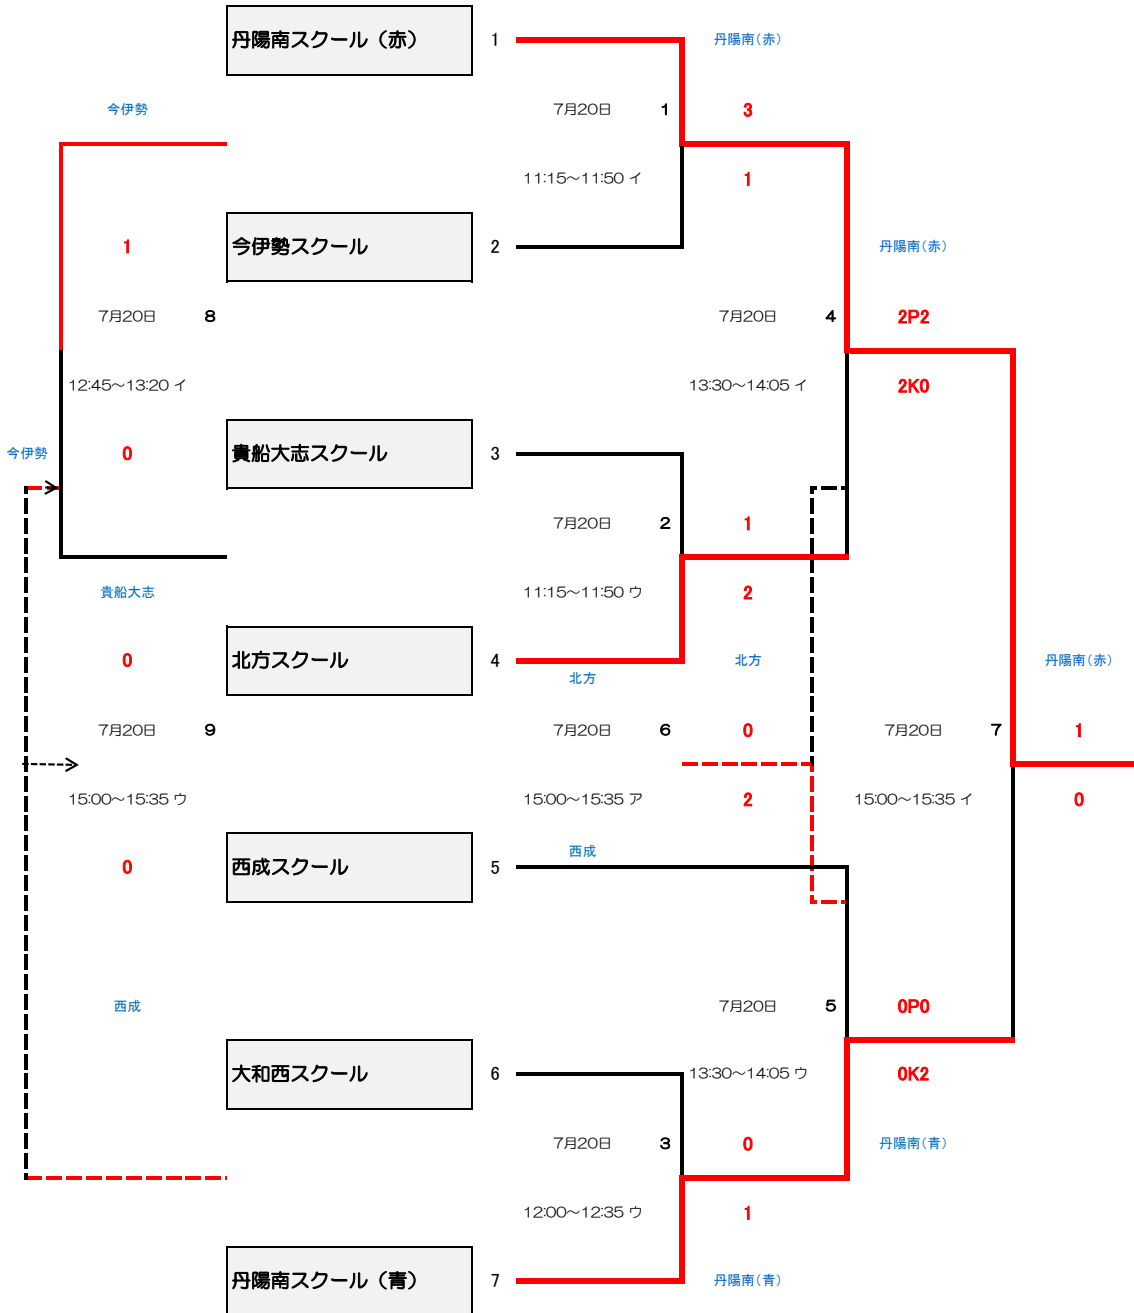 丹陽南スクール（赤） 1 丹陽南(赤)
今伊勢 7月20日 1 3
11:15～11:50 イ 1
1 今伊勢スクール 2 丹陽南(赤)
7月20日 8 7月20日 4 2P2
12:45～13:20 イ 13:30～14:05 イ 2K0
今伊勢 0 貴船大志スクール 3
7月20日 2 1
貴船大志 11:15～11:50 ウ 2
0 北方スクール 4 北方 丹陽南(赤)
北方
7月20日 9 7月20日 6 0 7月20日 7 1
15:00～15:35 ウ 15:00～15:35 ア 2 15:00～15:35 イ 0
西成
0 西成スクール 5
西成 7月20日 5 0P0
大和西スクール 6 13:30～14:05 ウ 0K2
7月20日 3 0 丹陽南(青)
12:00～12:35 ウ 1
丹陽南スクール（青） 7 丹陽南(青)